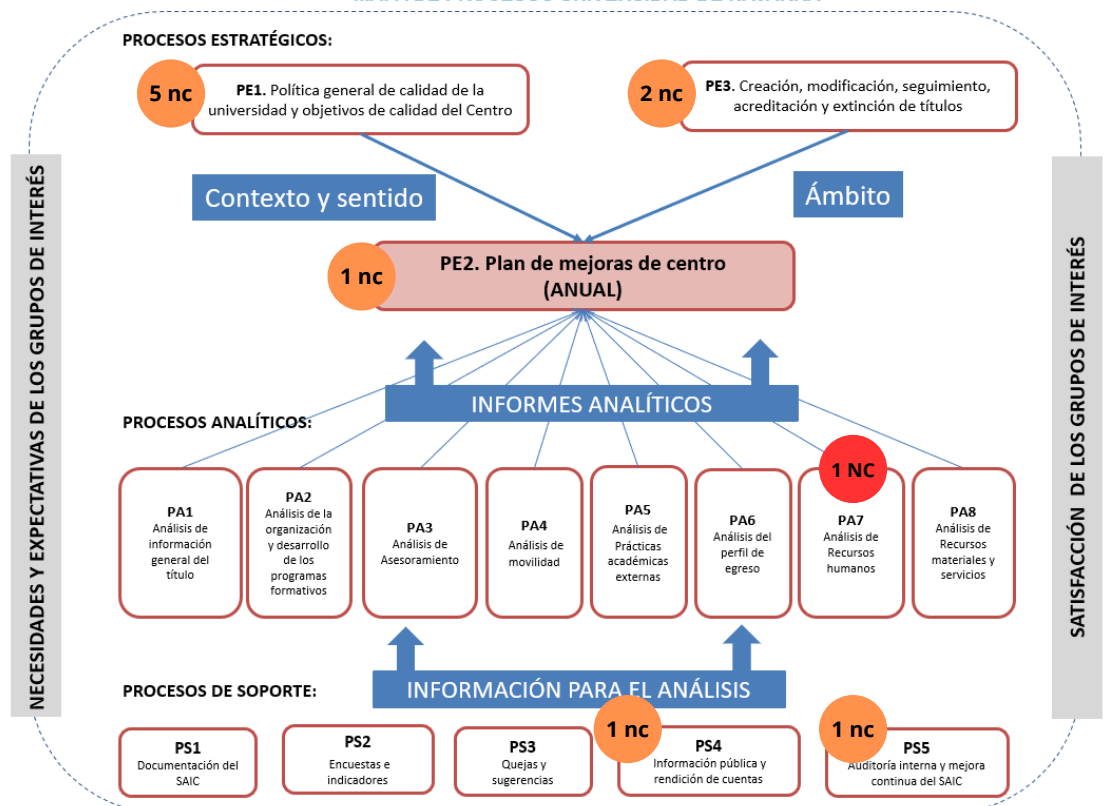 PROCESOS ESTRATÉGICOS:
5 nc
PE1. Política general de calidad de la
universidad y objetivos de calidad del Centro
2 nc
PE3. Creación, modificación, seguimiento,
acreditación y extinción de títulos
Contexto y sentido
Ámbito
1 nc
PE2. Plan de mejoras de centro
(ANUAL)
NECESIDADES Y EXPECTATIVAS DE LOS GRUPOS DE INTERÉS
SATISFACCIÓN DE LOS GRUPOS DE INTERÉS
INFORMES ANALÍTICOS
PROCESOS ANALÍTICOS:
PA1
Análisis de
información
general del
título
PA2
Análisis de la
organización
y desarrollo
de los
programas
formativos
PA3
Análisis de
Asesoramiento
PA4
Análisis de
movilidad
PA5
Análisis de
Prácticas
académicas
externas
PA6
Análisis del
perfil de
egreso
1 NC
PA7
Análisis de
Recursos
humanos
PA8
Análisis de
Recursos
materiales y
servicios
INFORMACIÓN PARA EL ANÁLISIS
PROCESOS DE SOPORTE:
PS1
Documentación del
SAIC
PS2
Encuestas e
indicadores
PS3
Quejas y
sugerencias
1 nc
PS4
Información pública y
rendición de cuentas
1 nc
PS5
Auditoría interna y mejora
continua del SAIC